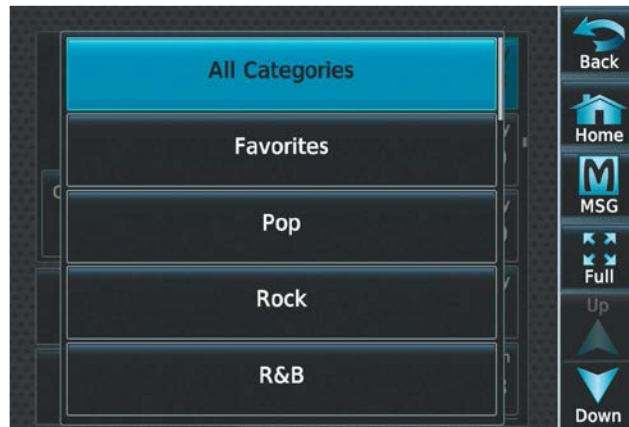 All Categories
Favorites
Pop
Rock
R&B
Back
Home
MSG
Full
Up
Down